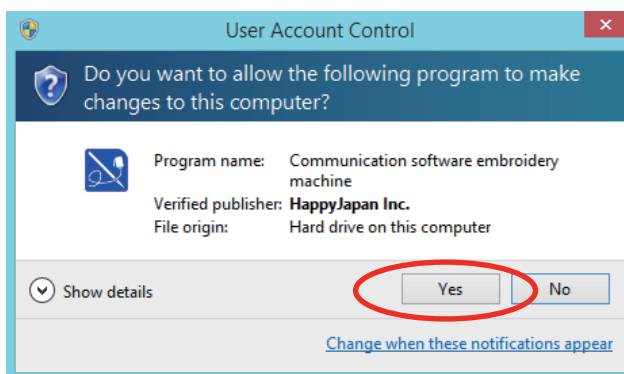 User Account Control
Do you want to allow the following program to make
changes to this computer?
Program name: Communication software embroidery
machine
Verified publisher: HappyJapan Inc.
File origin: Hard drive on this computer
Show details Yes No
Change when these notifications appear